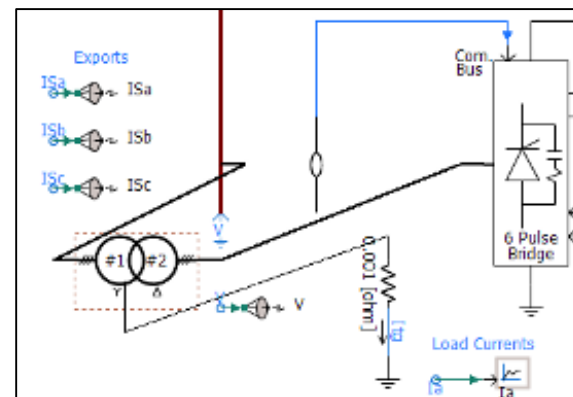 Exports
ISa
ISa
ISb
ISb
ISc
ISc
Com
Bus
6 Pulse
Bridge
#1
#2
Y
Δ
V
V
0.001 [ohm]
Load Currents
Ia
Ia